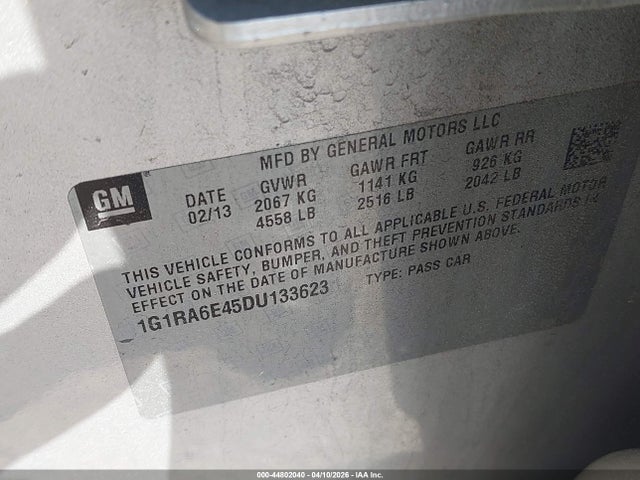 MFD BY GENERAL MOTORS LLC
GM
DATE GVWR GAWR FRT GAWR RR
02/13 2067 KG 1141 KG 926 KG
4558 LB 2516 LB 2042 LB
THIS VEHICLE CONFORMS TO ALL APPLICABLE U.S. FEDERAL MOTOR
VEHICLE SAFETY, BUMPER, AND THEFT PREVENTION STANDARDS IN
EFFECT ON THE DATE OF MANUFACTURE SHOWN ABOVE.
1G1RA6E45DU133623 TYPE: PASS CAR
000-44802040 - 04/10/2026 - IAA Inc.